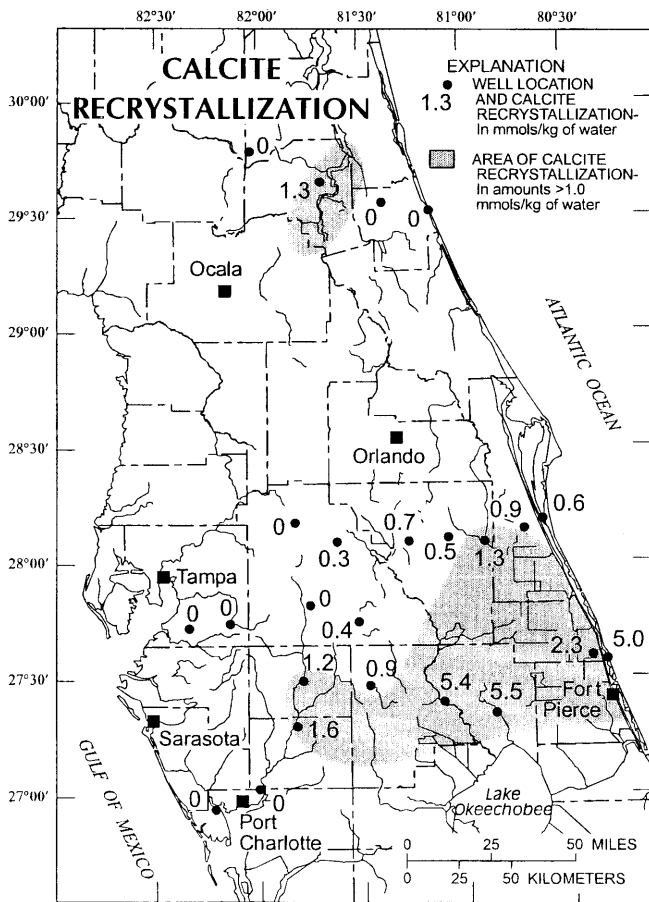 82°30' 82°00' 81°30' 81°00' 80°30'
CALCITE
RECRYSTALLIZATION
EXPLANATION
WELL LOCATION
AND CALCITE
RECRYSTALLIZATION-
In mmols/kg of water
1.3
AREA OF CALCITE
RECRYSTALLIZATION-
In amounts >1.0
mmols/kg of water
30°00'
0
1.3
29°30'
0
0
Ocala
29°00'
ATLANTIC OCEAN
28°30'
Orlando
0.6
0.9
0
0.7
0.3
0.5
1.3
28°00'
Tampa
0
0
0
0.4
2.3
5.0
1.2
0.9
27°30'
5.4
5.5
Fort
Pierce
Sarasota
1.6
GULF OF MEXICO
27°00'
0
0
Port
Charlotte
Lake
Okeechobee
0 25 50 MILES
0 25 50 KILOMETERS